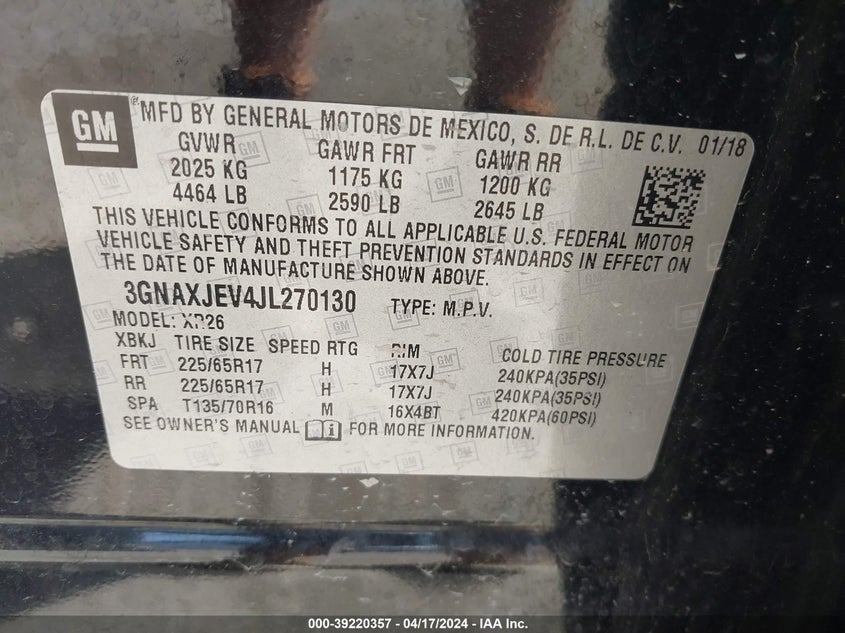 GM ® MFD BY GENERAL MOTORS DE MEXICO, S. DE R.L. DE C.V. 01/18
GVWR GAWR FRT GAWR RR
2025 KG 1175 KG 1200 KG
4464 LB 2590 LB 2645 LB
THIS VEHICLE CONFORMS TO ALL APPLICABLE U.S. FEDERAL MOTOR
VEHICLE SAFETY AND THEFT PREVENTION STANDARDS IN EFFECT ON
THE DATE OF MANUFACTURE SHOWN ABOVE.
3GNAXJEV4JL270130 TYPE: M.P.V.
MODEL: XR26
XBKJ TIRE SIZE SPEED RTG RIM COLD TIRE PRESSURE
FRT 225/65R17 H 17X7J 240KPA(35PSI)
RR 225/65R17 H 17X7J 240KPA(35PSI)
SPA T135/70R16 M 16X4BT 420KPA(60PSI)
SEE OWNER'S MANUAL FOR MORE INFORMATION.
000-39220357 - 04/17/2024 - IAA Inc.